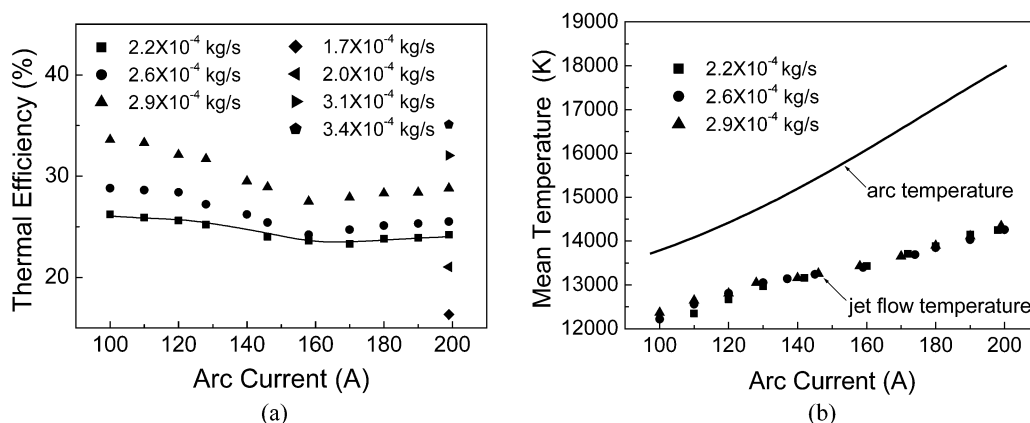 (a)
Thermal Efficiency (%)
40
30
20
2.2X10⁻⁴ kg/s
2.6X10⁻⁴ kg/s
2.9X10⁻⁴ kg/s
1.7X10⁻⁴ kg/s
2.0X10⁻⁴ kg/s
3.1X10⁻⁴ kg/s
3.4X10⁻⁴ kg/s
100 120 140 160 180 200
Arc Current (A)
(a)
(b)
Mean Temperature (K)
19000
18000
17000
16000
15000
14000
13000
12000
2.2X10⁻⁴ kg/s
2.6X10⁻⁴ kg/s
2.9X10⁻⁴ kg/s
arc temperature
jet flow temperature
100 120 140 160 180 200
Arc Current (A)
(b)